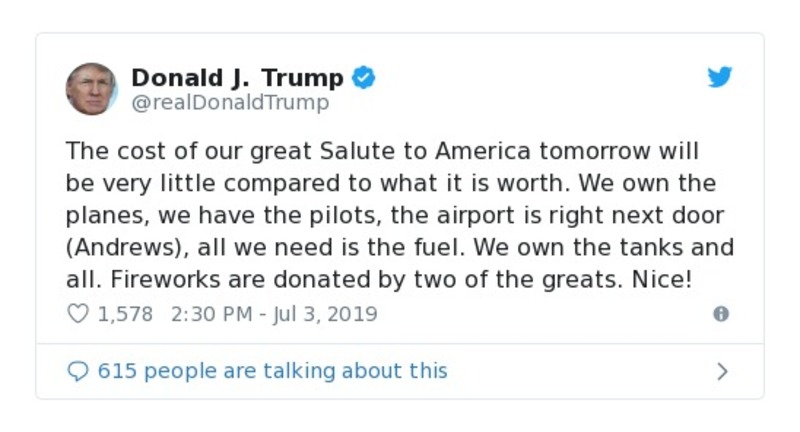 Donald J. Trump
@realDonaldTrump
The cost of our great Salute to America tomorrow will
be very little compared to what it is worth. We own the
planes, we have the pilots, the airport is right next door
(Andrews), all we need is the fuel. We own the tanks and
all. Fireworks are donated by two of the greats. Nice!
1,578 2:30 PM - Jul 3, 2019
615 people are talking about this